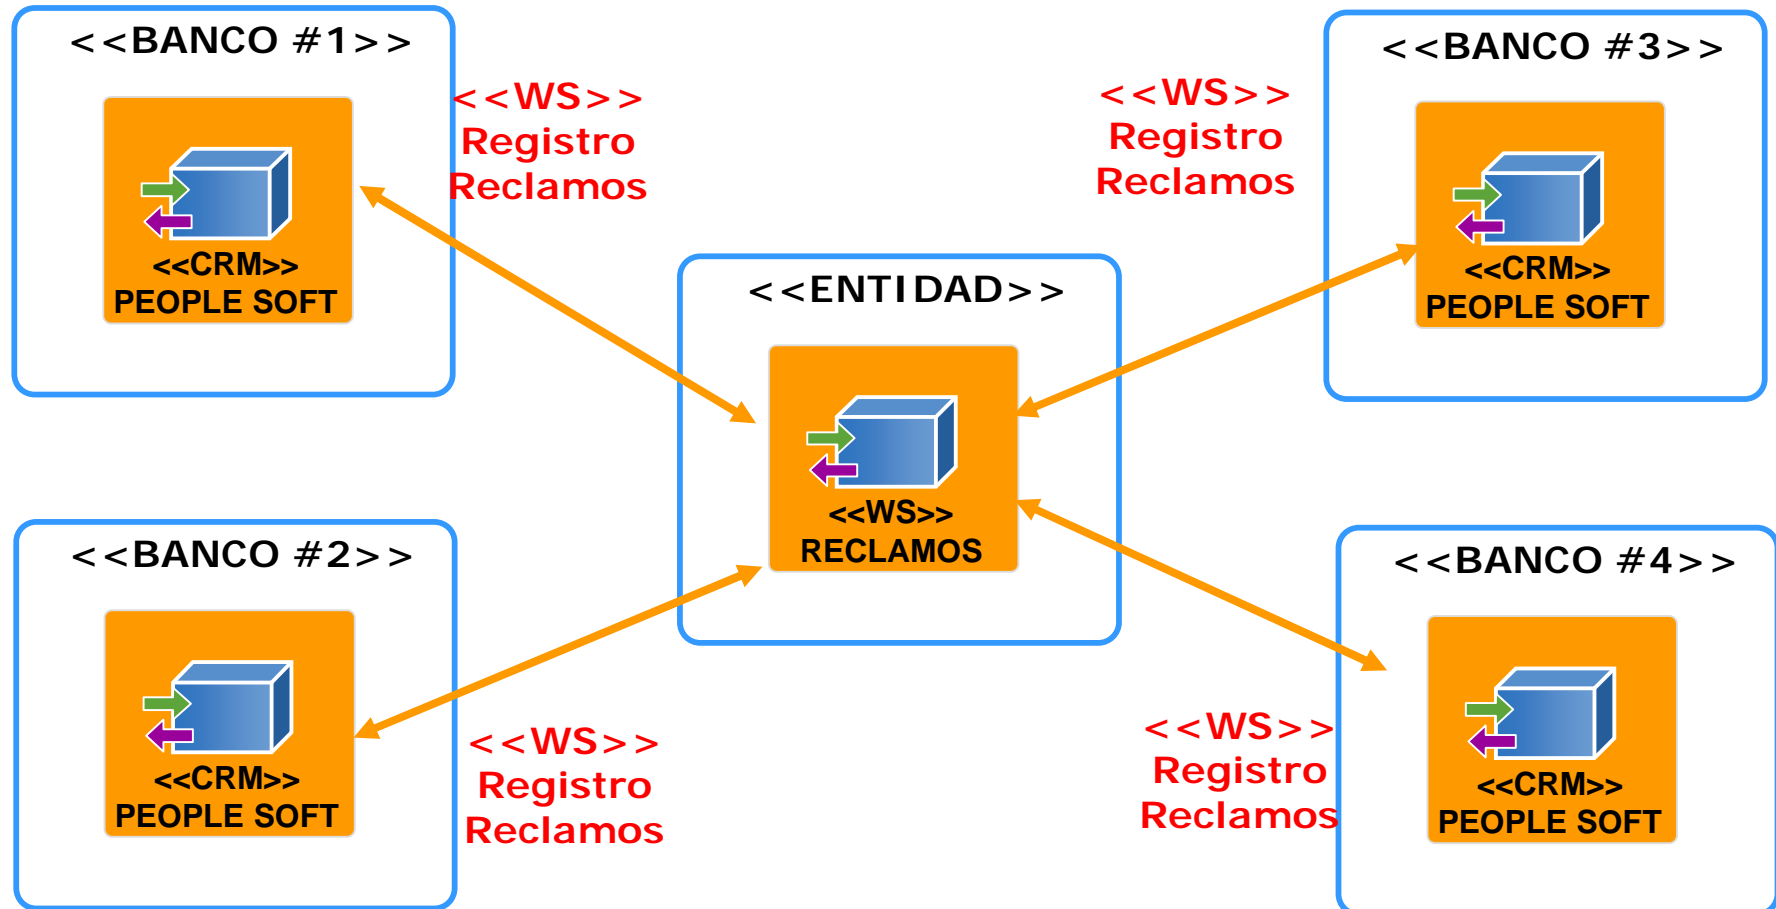 <<BANCO #1>>
<<WS>>
Registro
Reclamos
<<CRM>>
PEOPLE SOFT
<<BANCO #3>>
<<WS>>
Registro
Reclamos
<<CRM>>
PEOPLE SOFT
<<ENTIDAD>>
<<WS>>
RECLAMOS
<<BANCO #2>>
<<CRM>>
PEOPLE SOFT
<<WS>>
Registro
Reclamos
<<BANCO #4>>
<<WS>>
Registro
Reclamos
<<CRM>>
PEOPLE SOFT